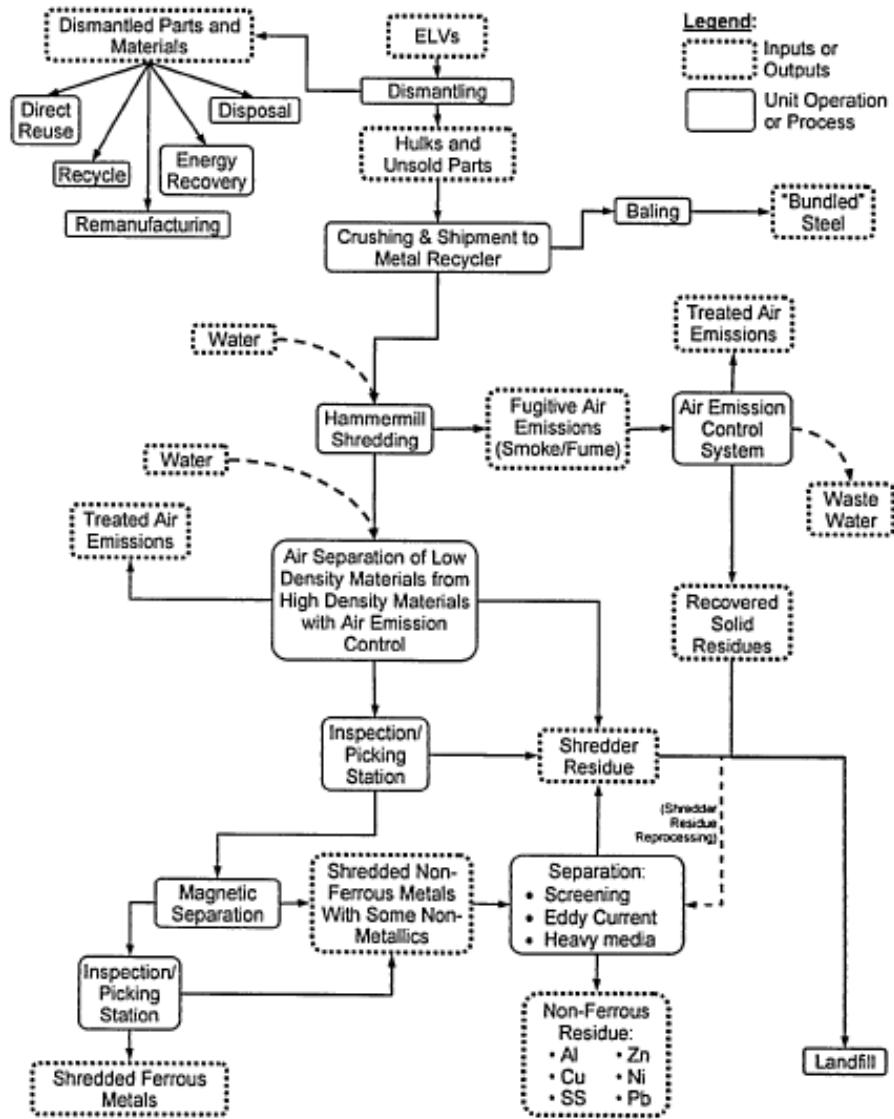 Dismantled Parts and
Materials
ELVs
Legend:
Inputs or
Outputs
Unit Operation
or Process
Dismantling
Direct
Reuse
Disposal
Recycle
Energy
Recovery
Remanufacturing
Hulks and
Unsold Parts
Crushing & Shipment to
Metal Recycler
Baling
"Bundled"
Steel
Water
Treated Air
Emissions
Hammermill
Shredding
Fugitive Air
Emissions
(Smoke/Fume)
Air Emission
Control
System
Water
Waste
Water
Treated Air
Emissions
Air Separation of Low
Density Materials from
High Density Materials
with Air Emission
Control
Recovered
Solid
Residues
Inspection/
Picking
Station
Shredder
Residue
(Shredder
Residue
Reprocessing)
Magnetic
Separation
Shredded Non-
Ferrous Metals
With Some Non-
Metallics
Separation:
• Screening
• Eddy Current
• Heavy media
Inspection/
Picking
Station
Non-Ferrous
Residue:
• Al • Zn
• Cu • Ni
• SS • Pb
Shredded Ferrous
Metals
Landfill